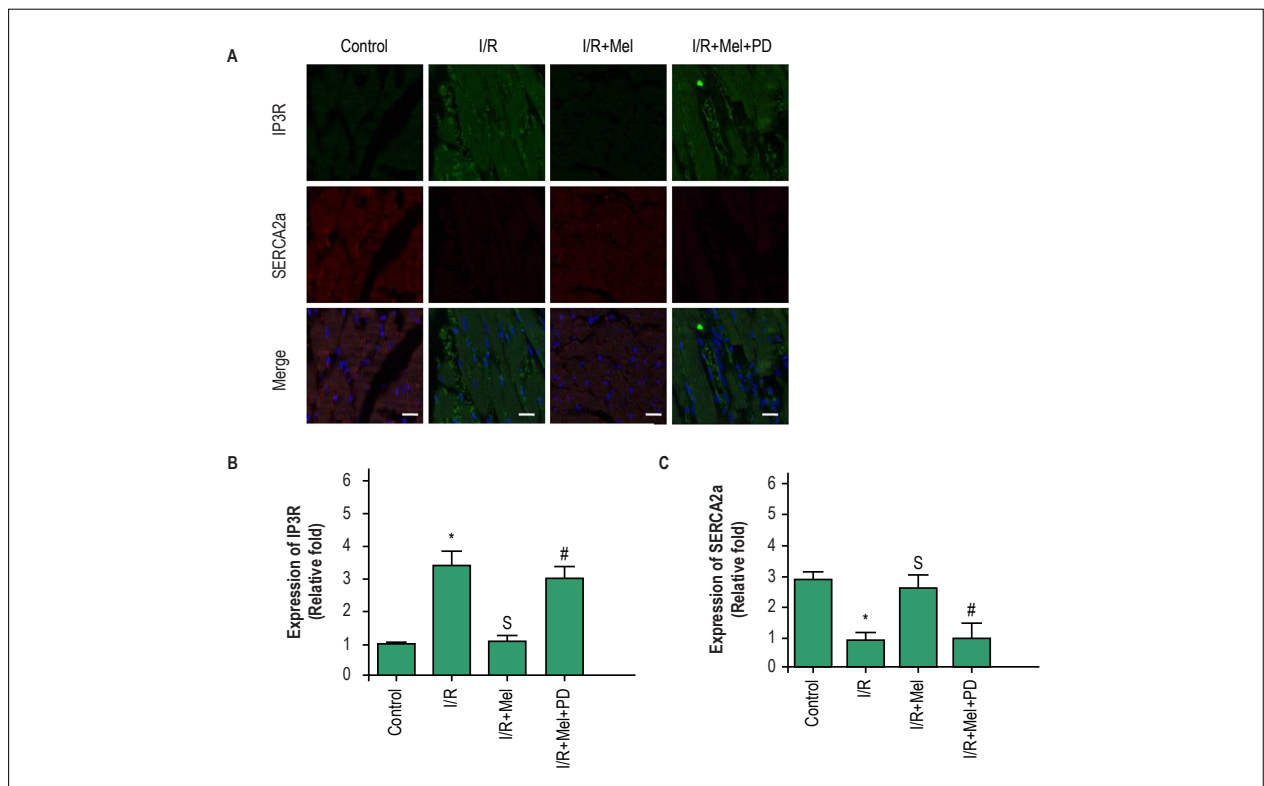 A
Control
I/R
I/R+Mel
I/R+Mel+PD
IP3R
SERCA2a
Merge
B
Expression of IP3R
(Relative fold)
6
5
4
3
2
1
0
*
S
#
Control
I/R
I/R+Mel
I/R+Mel+PD
C
Expression of SERCA2a
(Relative fold)
6
5
4
3
2
1
0
*
S
#
Control
I/R
I/R+Mel
I/R+Mel+PD